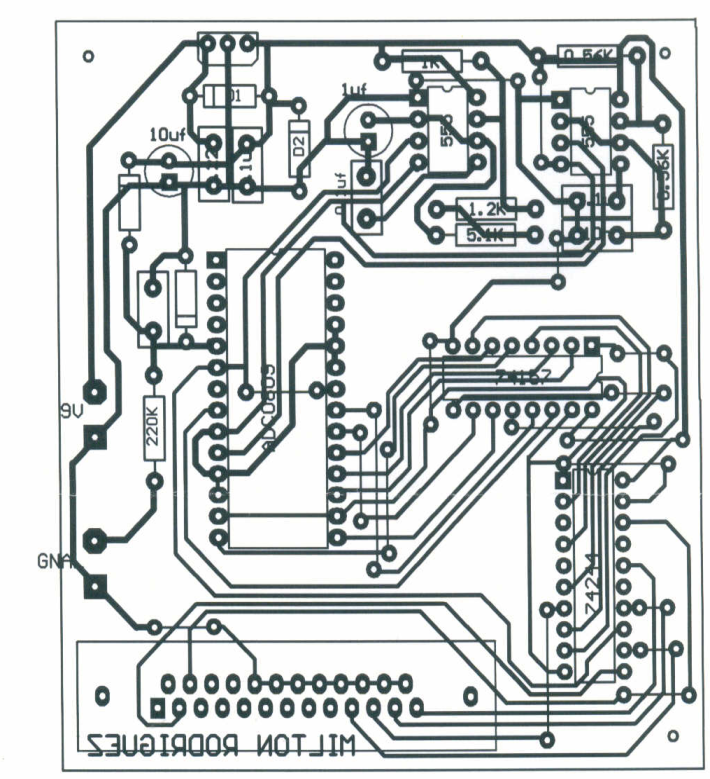 D1
1K
0.56K
1uf
10uf
D2
555
555
0.56K
1.2K
5.1K
ADC0809
74157
9V
220K
GNA
74244
MILTON RODRIGUEZ